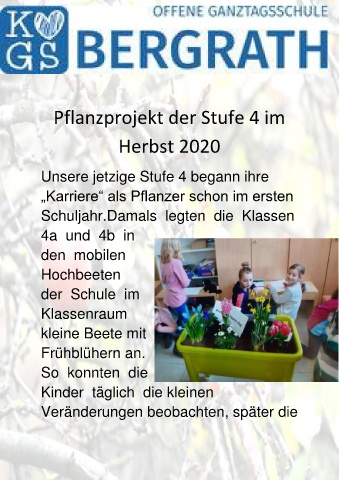 K GS
OFFENE GANZTAGSSCHULE
BERGRATH
Pflanzprojekt der Stufe 4 im
Herbst 2020
Unsere jetzige Stufe 4 begann ihre
„Karriere“ als Pflanzer schon im ersten
Schuljahr.Damals legten die Klassen
4a und 4b in
den mobilen
Hochbeeten
der Schule im
Klassenraum
kleine Beete mit
Frühblühern an.
So konnten die
Kinder täglich die kleinen
Veränderungen beobachten, später die